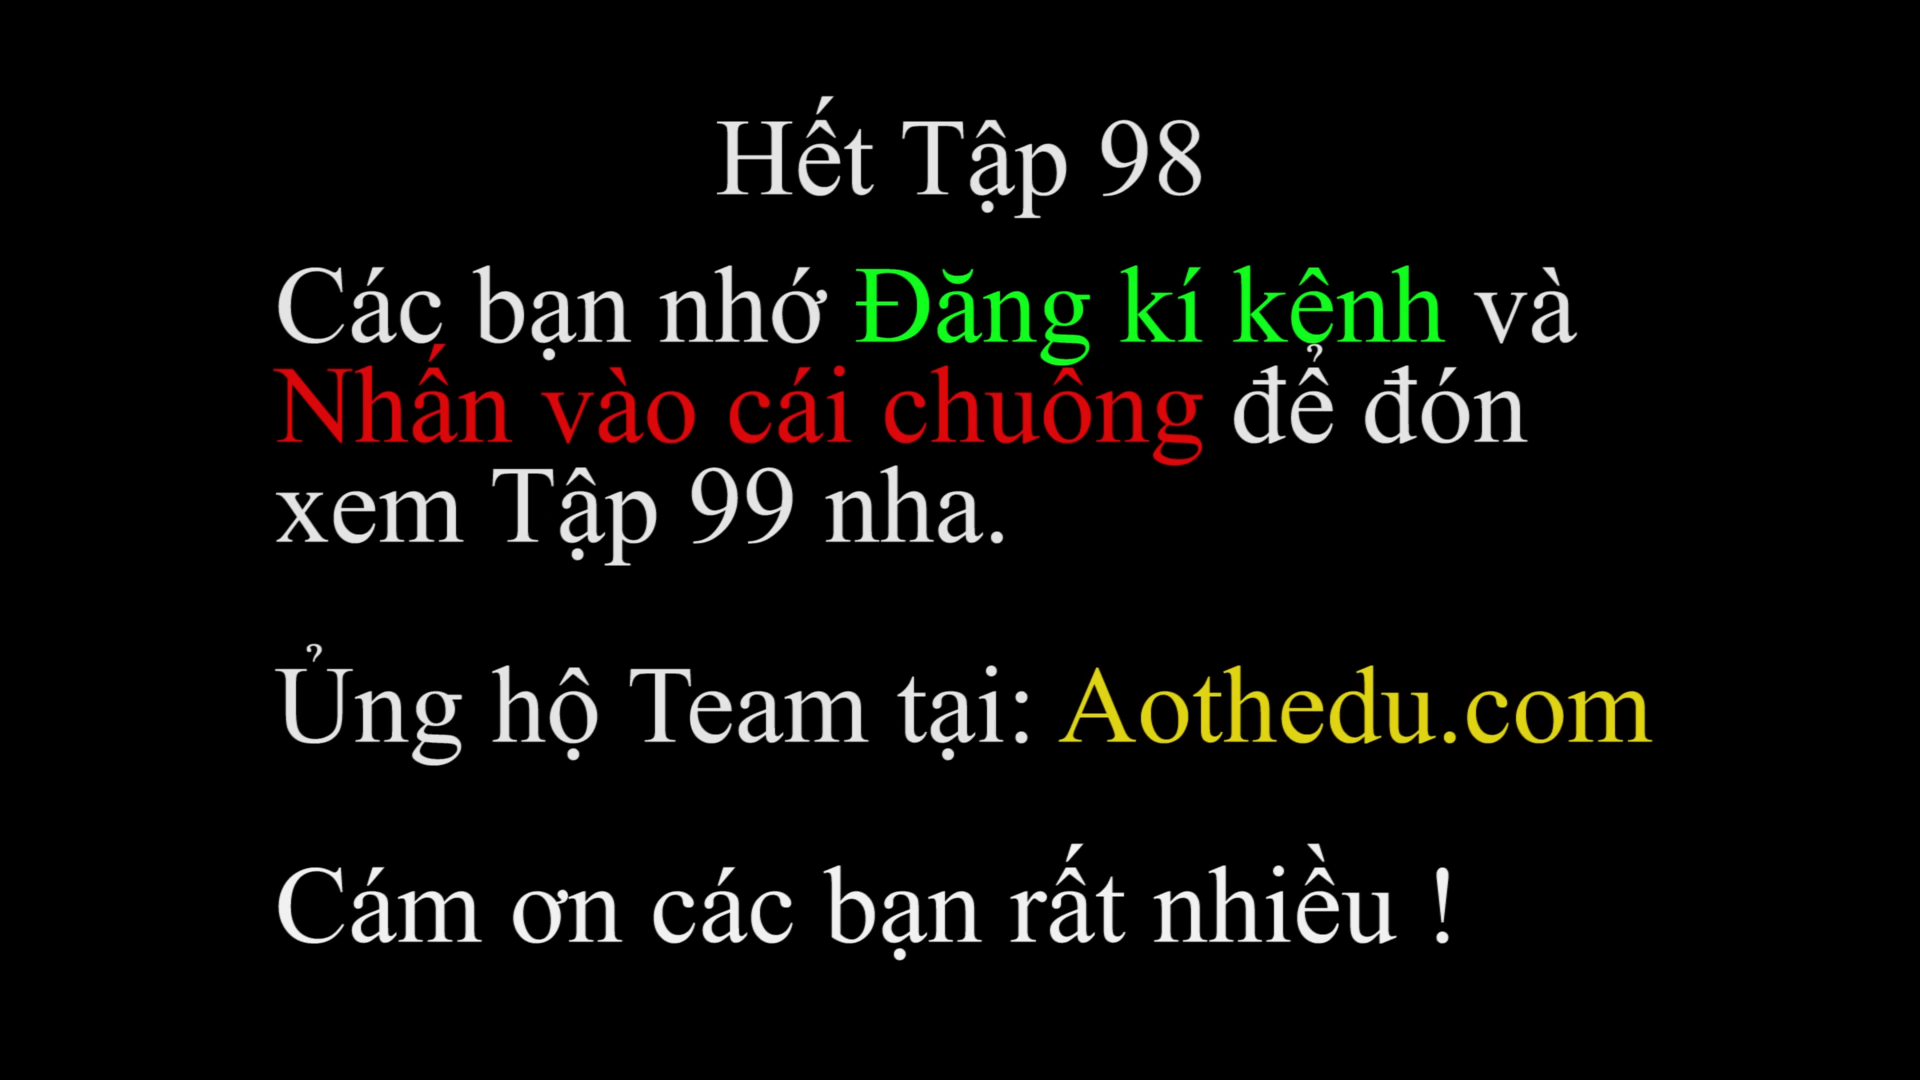 Hết Tập 98
Các bạn nhớ Đăng kí kênh và
Nhấn vào cái chuông để đón
xem Tập 99 nha.
Ủng hộ Team tại: Aothedu.com
Cám ơn các bạn rất nhiều !